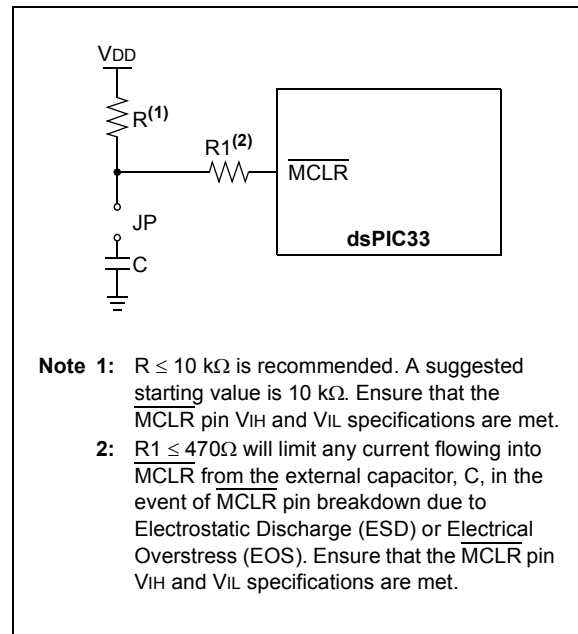 VDD
R(1)
R1(2)
MCLR
JP
dsPIC33
C
Note 1: R ≤ 10 kΩ is recommended. A suggested
starting value is 10 kΩ. Ensure that the
MCLR pin VIH and VIL specifications are met.
2: R1 ≤ 470Ω will limit any current flowing into
MCLR from the external capacitor, C, in the
event of MCLR pin breakdown due to
Electrostatic Discharge (ESD) or Electrical
Overstress (EOS). Ensure that the MCLR pin
VIH and VIL specifications are met.